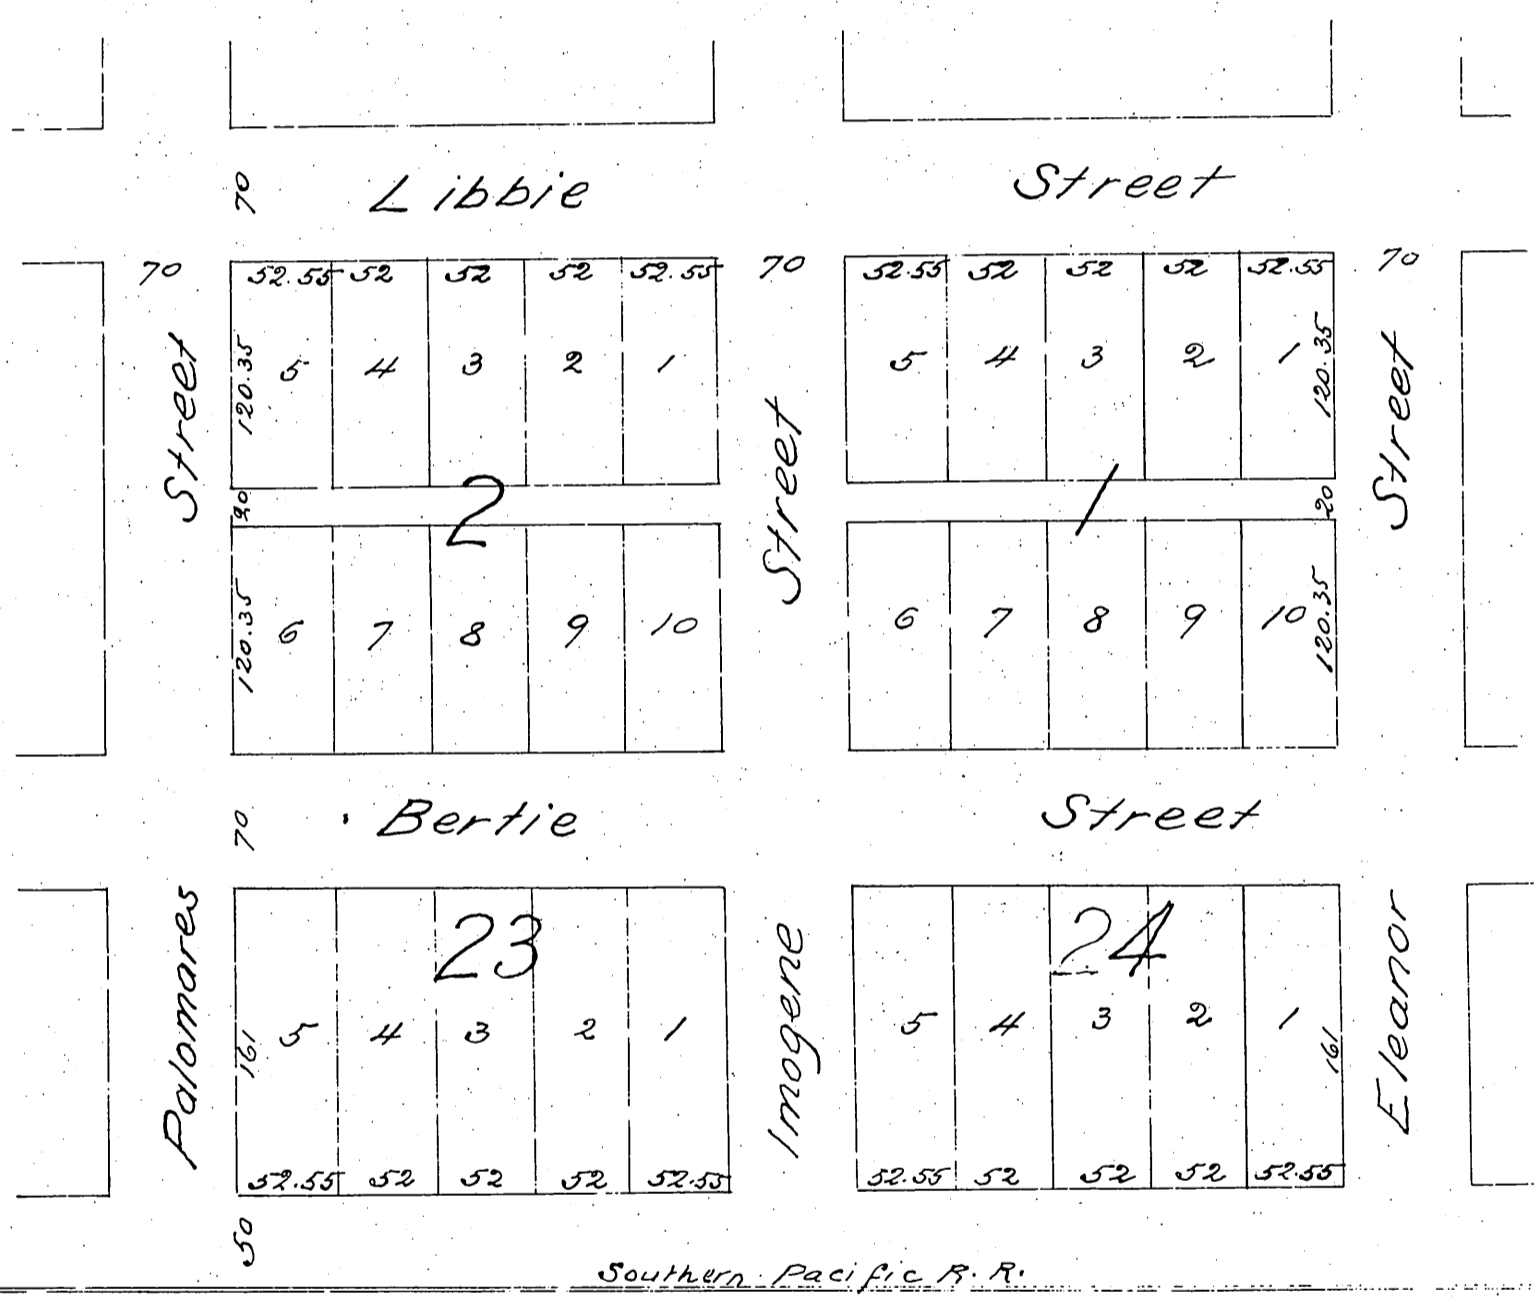 70 Libbie Street
70 52.55 52 52 52 52.55 70 52.55 52 52 52 52.55 70
120.35 5 4 3 2 1 5 4 3 2 1 120.35
Street Street Street
20 2 1 20
120.35 6 7 8 9 10 6 7 8 9 10 120.35
70 Bertie Street
23 24
Palomares Imogene Eleanor
161 5 4 3 2 1 5 4 3 2 1 161
52.55 52 52 52 52.55 52.55 52 52 52 52.55
50
Southern Pacific R. R.